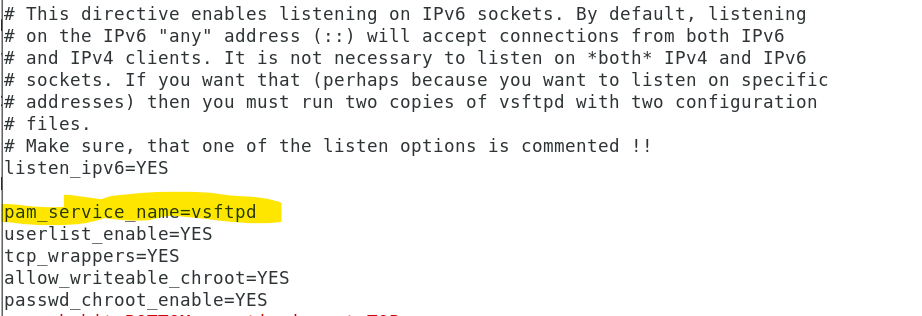 # This directive enables listening on IPv6 sockets. By default, listening
# on the IPv6 "any" address (::) will accept connections from both IPv6
# and IPv4 clients. It is not necessary to listen on *both* IPv4 and IPv6
# sockets. If you want that (perhaps because you want to listen on specific
# addresses) then you must run two copies of vsftpd with two configuration
# files.
# Make sure, that one of the listen options is commented !!
listen_ipv6=YES
pam_service_name=vsftpd
userlist_enable=YES
tcp_wrappers=YES
allow_writeable_chroot=YES
passwd_chroot_enable=YES